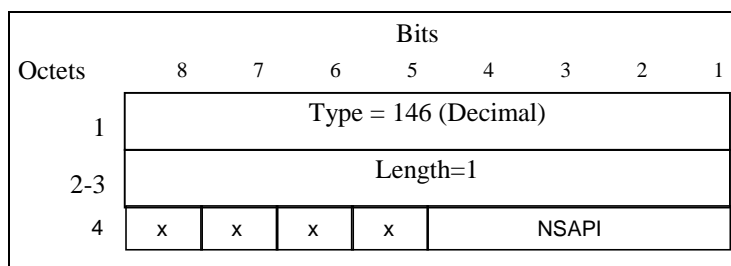 Bits
Octets 8 7 6 5 4 3 2 1
1 Type = 146 (Decimal)
2-3 Length=1
4 x x x x NSAPI